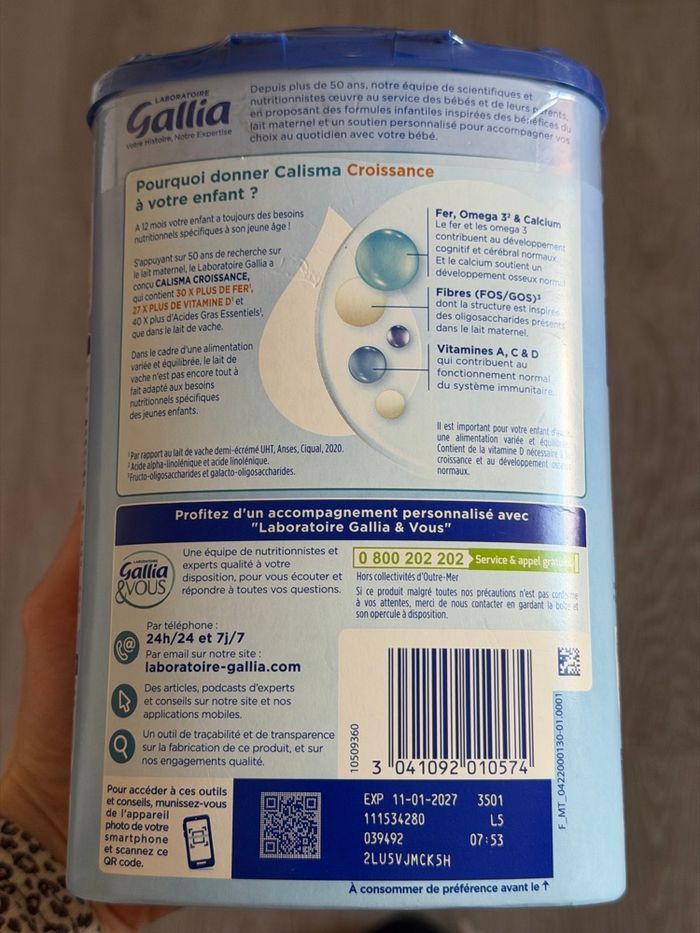 LABORATOIRE
Gallia
Votre Histoire, Notre Expertise
Depuis plus de 50 ans, notre équipe de scientifiques et
nutritionnistes œuvre au service des bébés et de leurs parents,
en proposant des formules infantiles inspirées des bénéfices du
lait maternel et un soutien personnalisé pour accompagner vos
choix au quotidien avec votre bébé.
Pourquoi donner Calisma Croissance
à votre enfant ?
A 12 mois votre enfant a toujours des besoins
nutritionnels spécifiques à son jeune âge !
S'appuyant sur 50 ans de recherche sur
le lait maternel, le Laboratoire Gallia a
conçu CALISMA CROISSANCE,
qui contient 30 X PLUS DE FER¹,
27 X PLUS DE VITAMINE D¹ et
40 X plus d'Acides Gras Essentiels¹,
que dans le lait de vache.
Dans le cadre d'une alimentation
variée et équilibrée, le lait de
vache n'est pas encore tout à
fait adapté aux besoins
nutritionnels spécifiques
des jeunes enfants.
Fer, Omega 3² & Calcium
Le fer et les omega 3
contribuent au développement
cognitif et cérébral normaux.
Et le calcium soutient un
développement osseux normal
Fibres (FOS/GOS)³
dont la structure est inspirée
des oligosaccharides présents
dans le lait maternel.
Vitamines A, C & D
qui contribuent au
fonctionnement normal
du système immunitaire.
¹Par rapport au lait de vache demi-écrémé UHT, Anses, Ciqual, 2020.
²Acide alpha-linolénique et acide linolénique.
³Fructo-oligosaccharides et galacto-oligosaccharides.
Il est important pour votre enfant
une alimentation variée et
Contient de la vitamine D nécessaire
croissance et au développement
normaux.
Profitez d'un accompagnement personnalisé avec
"Laboratoire Gallia & Vous"
LABORATOIRE
Gallia
&VOUS
Une équipe de nutritionnistes et
experts qualité à votre
disposition, pour vous écouter et
répondre à toutes vos questions.
0 800 202 202 Service & appel gratuits
Hors collectivités d'Outre-Mer
Si ce produit malgré toutes nos précautions n'est pas conforme
à vos attentes, merci de nous contacter en gardant la boîte et
son opercule à disposition.
Par téléphone :
24h/24 et 7j/7
Par email sur notre site :
laboratoire-gallia.com
Des articles, podcasts d'experts
et conseils sur notre site et nos
applications mobiles.
Un outil de traçabilité et de transparence
sur la fabrication de ce produit, et sur
nos engagements qualité.
10509360
3 041092 010574
F_MT_0422000130-01.0001
Pour accéder à ces outils
et conseils, munissez-vous
de l'appareil
photo de votre
smartphone
et scannez ce
QR code.
EXP 11-01-2027 3501
111534280 L5
039492 07:53
2LU5VJMCK5H
À consommer de préférence avant le ↑